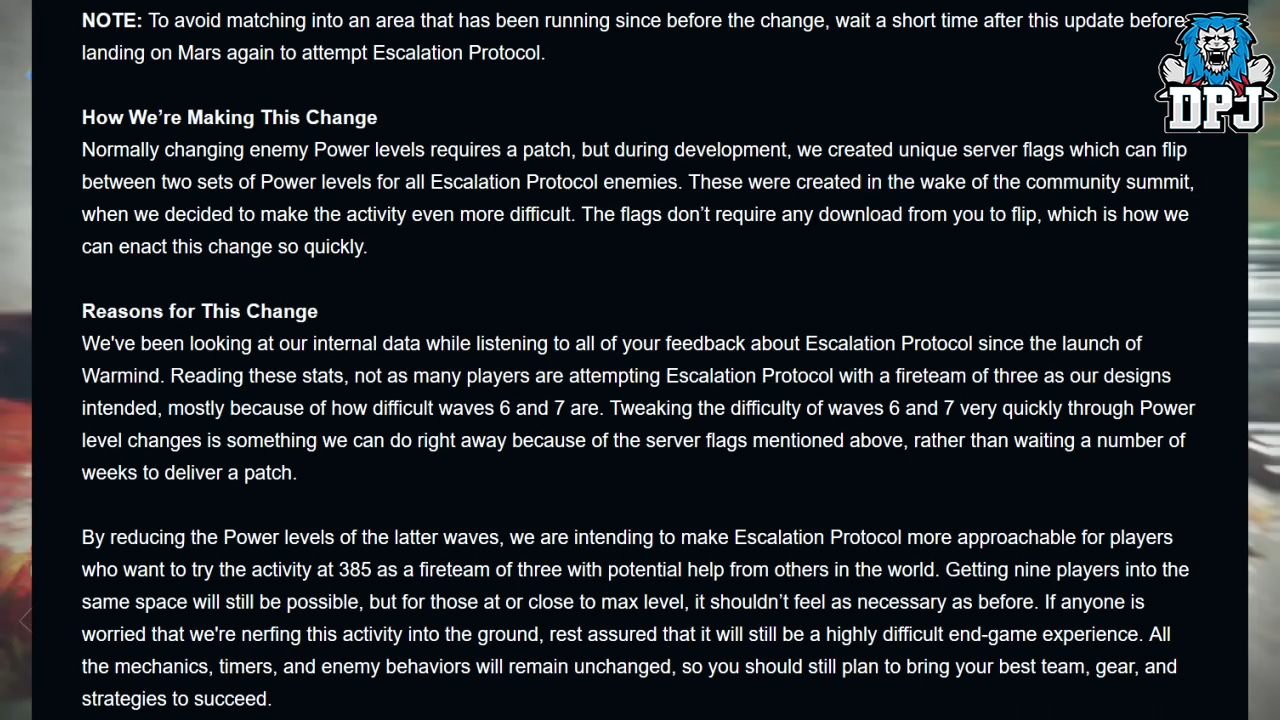 NOTE: To avoid matching into an area that has been running since before the change, wait a short time after this update before
landing on Mars again to attempt Escalation Protocol.
How We’re Making This Change
Normally changing enemy Power levels requires a patch, but during development, we created unique server flags which can flip
between two sets of Power levels for all Escalation Protocol enemies. These were created in the wake of the community summit,
when we decided to make the activity even more difficult. The flags don’t require any download from you to flip, which is how we
can enact this change so quickly.
Reasons for This Change
We've been looking at our internal data while listening to all of your feedback about Escalation Protocol since the launch of
Warmind. Reading these stats, not as many players are attempting Escalation Protocol with a fireteam of three as our designs
intended, mostly because of how difficult waves 6 and 7 are. Tweaking the difficulty of waves 6 and 7 very quickly through Power
level changes is something we can do right away because of the server flags mentioned above, rather than waiting a number of
weeks to deliver a patch.
By reducing the Power levels of the latter waves, we are intending to make Escalation Protocol more approachable for players
who want to try the activity at 385 as a fireteam of three with potential help from others in the world. Getting nine players into the
same space will still be possible, but for those at or close to max level, it shouldn’t feel as necessary as before. If anyone is
worried that we're nerfing this activity into the ground, rest assured that it will still be a highly difficult end-game experience. All
the mechanics, timers, and enemy behaviors will remain unchanged, so you should still plan to bring your best team, gear, and
strategies to succeed.
DPJ